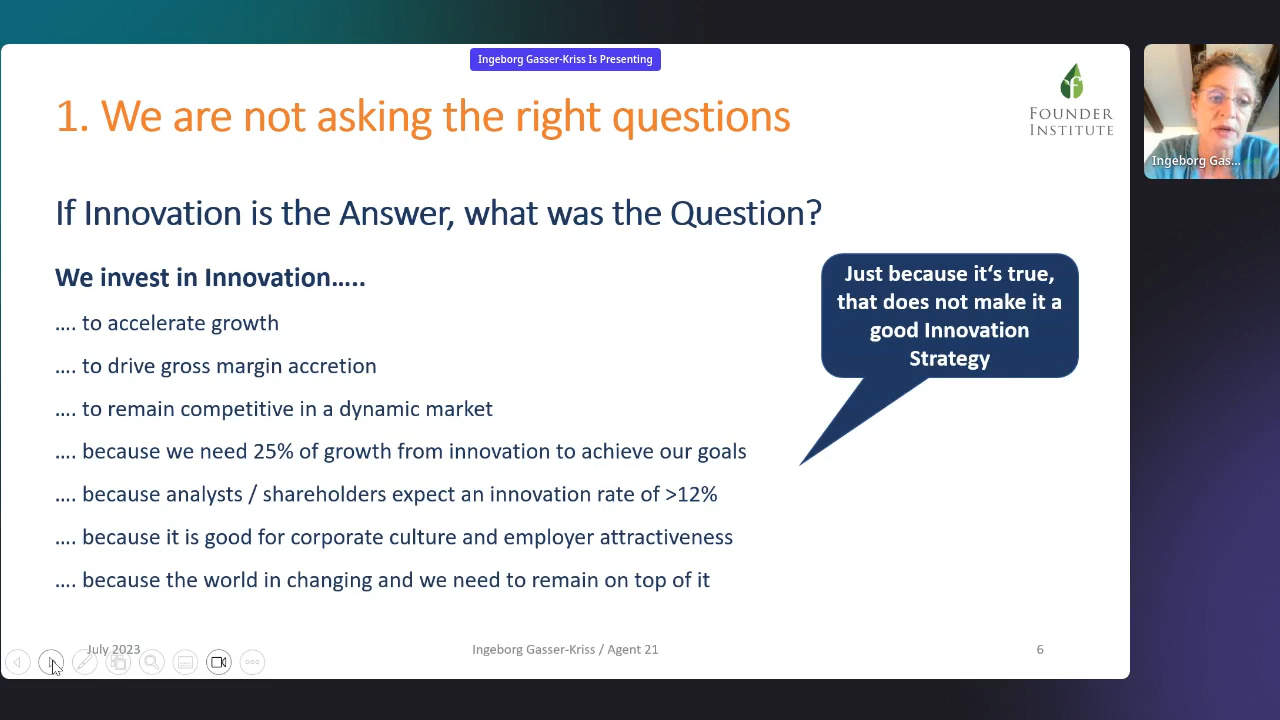 Ingeborg Gasser-Kriss Is Presenting
1. We are not asking the right questions
FOUNDER
INSTITUTE
Ingeborg Gas...
If Innovation is the Answer, what was the Question?
We invest in Innovation.....
.... to accelerate growth
.... to drive gross margin accretion
.... to remain competitive in a dynamic market
.... because we need 25% of growth from innovation to achieve our goals
.... because analysts / shareholders expect an innovation rate of >12%
.... because it is good for corporate culture and employer attractiveness
.... because the world in changing and we need to remain on top of it
Just because it‘s true,
that does not make it a
good Innovation
Strategy
July 2023
Ingeborg Gasser-Kriss / Agent 21
6